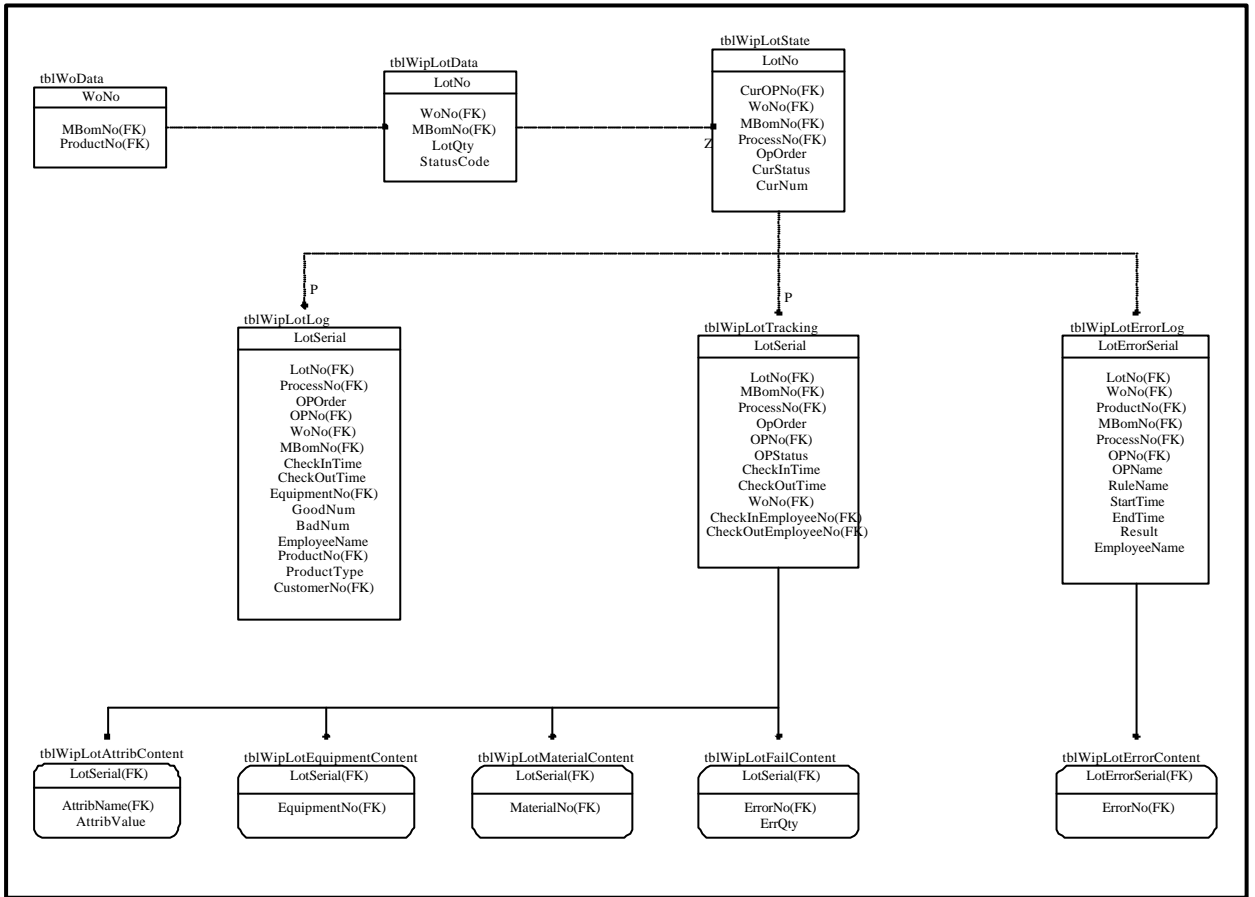 tblWoData
WoNo
MBomNo(FK)
ProductNo(FK)
tblWipLotData
LotNo
WoNo(FK)
MBomNo(FK)
LotQty
StatusCode
tblWipLotState
LotNo
CurOPNo(FK)
WoNo(FK)
MBomNo(FK)
ProcessNo(FK)
OpOrder
CurStatus
CurNum
Z
P
P
tblWipLotLog
LotSerial
LotNo(FK)
ProcessNo(FK)
OPOrder
OPNo(FK)
WoNo(FK)
MBomNo(FK)
CheckInTime
CheckOutTime
EquipmentNo(FK)
GoodNum
BadNum
EmployeeName
ProductNo(FK)
ProductType
CustomerNo(FK)
tblWipLotTracking
LotSerial
LotNo(FK)
MBomNo(FK)
ProcessNo(FK)
OpOrder
OPNo(FK)
OPStatus
CheckInTime
CheckOutTime
WoNo(FK)
CheckInEmployeeNo(FK)
CheckOutEmployeeNo(FK)
tblWipLotErrorLog
LotErrorSerial
LotNo(FK)
WoNo(FK)
ProductNo(FK)
MBomNo(FK)
ProcessNo(FK)
OPNo(FK)
OPName
RuleName
StartTime
EndTime
Result
EmployeeName
tblWipLotAttribContent
LotSerial(FK)
AttribName(FK)
AttribValue
tblWipLotEquipmentContent
LotSerial(FK)
EquipmentNo(FK)
tblWipLotMaterialContent
LotSerial(FK)
MaterialNo(FK)
tblWipLotFailContent
LotSerial(FK)
ErrorNo(FK)
ErrQty
tblWipLotErrorContent
LotErrorSerial(FK)
ErrorNo(FK)